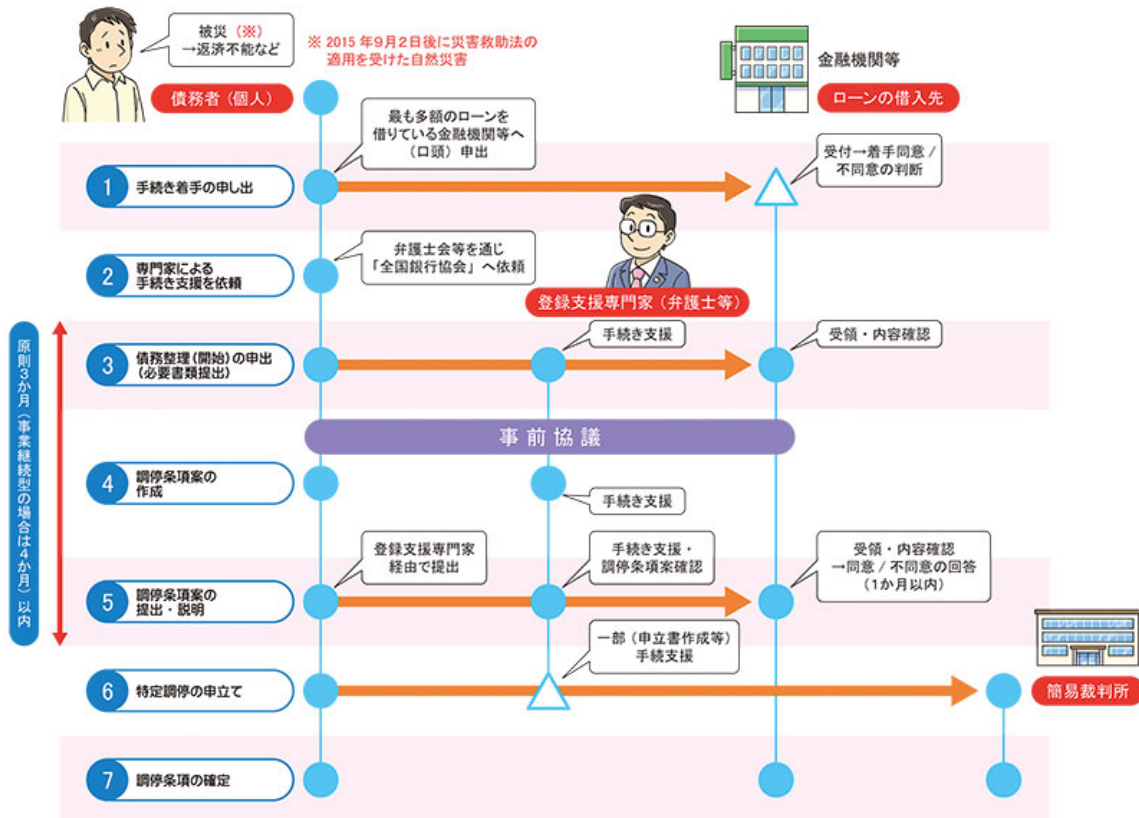 被災（※）
→返済不能など
※ 2015年9月2日後に災害救助法の
適用を受けた自然災害
債務者（個人）
金融機関等
ローンの借入先
最も多額のローンを
借りている金融機関等へ
（口頭）申出
受付→着手同意 /
不同意の判断
1 手続き着手の申し出
弁護士会等を通じ
「全国銀行協会」へ依頼
2 専門家による
手続き支援を依頼
登録支援専門家（弁護士等）
原則3か月（事業継続型の場合は4か月）以内
手続き支援
受領・内容確認
3 債務整理（開始）の申出
（必要書類提出）
事前協議
4 調停条項案の
作成
手続き支援
登録支援専門家
経由で提出
手続き支援・
調停条項案確認
受領・内容確認
→同意 / 不同意の回答
（1か月以内）
5 調停条項案の
提出・説明
一部（申立書作成等）
手続支援
6 特定調停の申立て
簡易裁判所
7 調停条項の確定